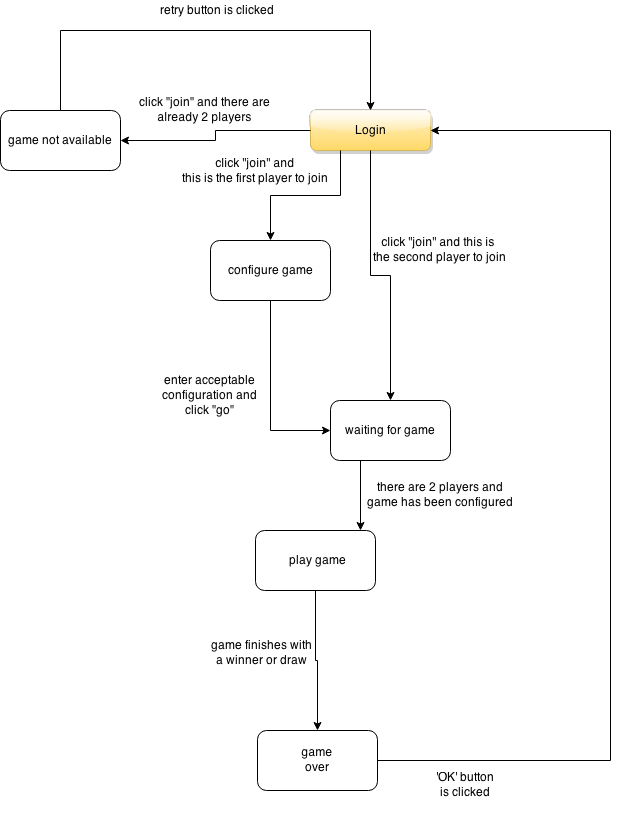 retry button is clicked
click "join" and there are
already 2 players
game not available
Login
click "join" and
this is the first player to join
click "join" and this is
the second player to join
configure game
enter acceptable
configuration and
click "go"
waiting for game
there are 2 players and
game has been configured
play game
game finishes with
a winner or draw
game
over
'OK' button
is clicked